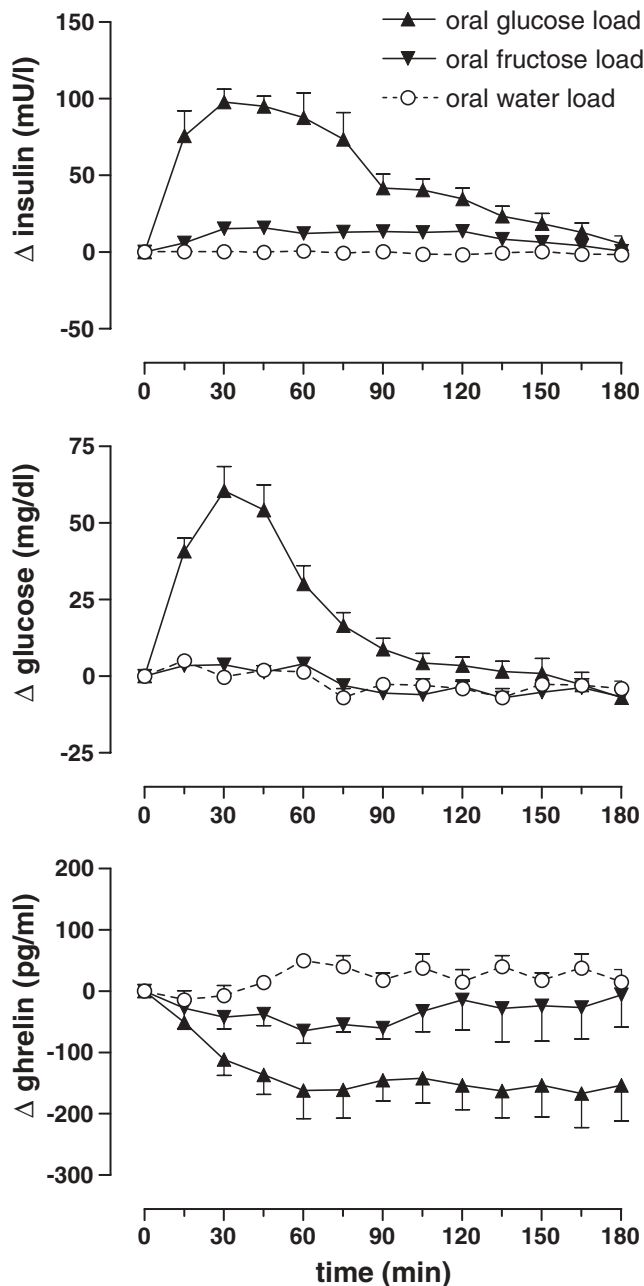 oral glucose load
oral fructose load
oral water load
Δ insulin (mU/l)
150
100
50
0
-50
0 30 60 90 120 150 180
Δ glucose (mg/dl)
75
50
25
0
-25
0 30 60 90 120 150 180
Δ ghrelin (pg/ml)
200
100
0
-100
-200
-300
0 30 60 90 120 150 180
time (min)